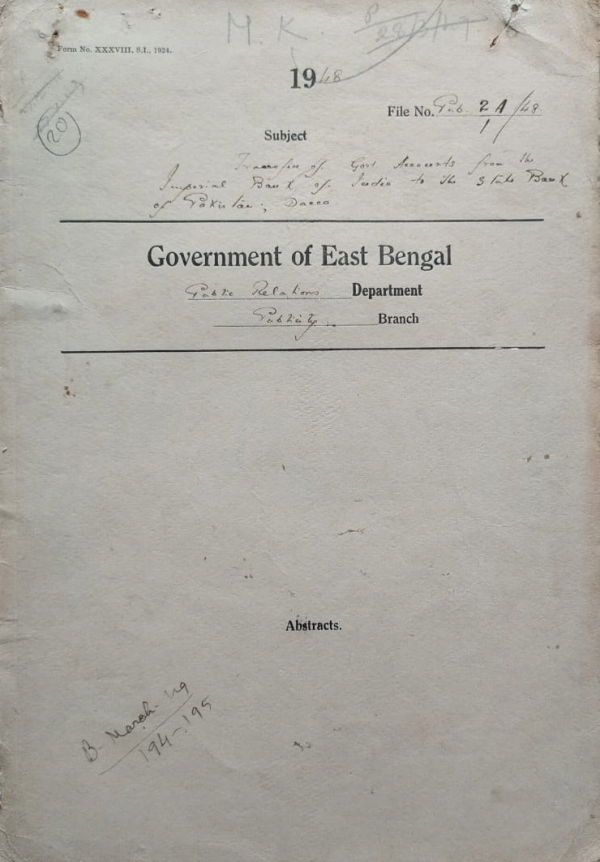 M. K.
Form No. XXXVIII, S.I., 1924.
1948
20
File No. Pub. 2A/48
1
Subject
Transfer of Govt Accounts from the
Imperial Bank of India to the State Bank
of Pakistan, Dacca
Government of East Bengal
Public Relations Department
Publicity Branch
Abstracts.
B. March. 49
194-195